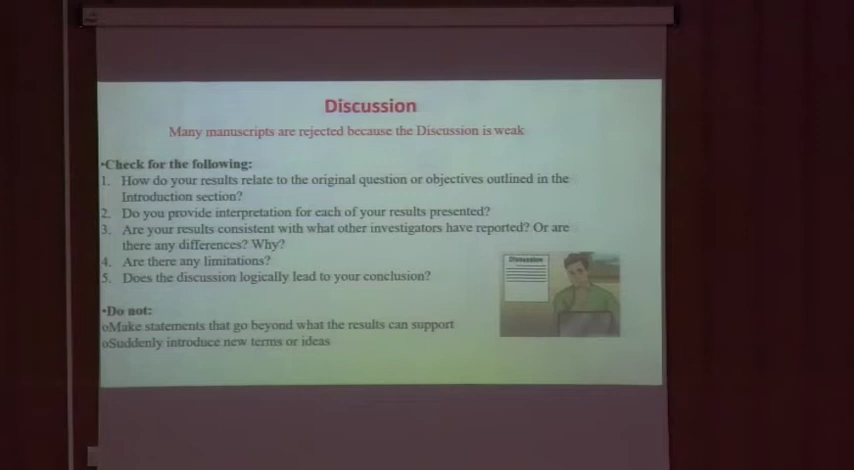 Discussion
Many manuscripts are rejected because the Discussion is weak
•Check for the following:
1. How do your results relate to the original question or objectives outlined in the
Introduction section?
2. Do you provide interpretation for each of your results presented?
3. Are your results consistent with what other investigators have reported? Or are
there any differences? Why?
4. Are there any limitations?
5. Does the discussion logically lead to your conclusion?
Discussion
•Do not:
oMake statements that go beyond what the results can support
oSuddenly introduce new terms or ideas